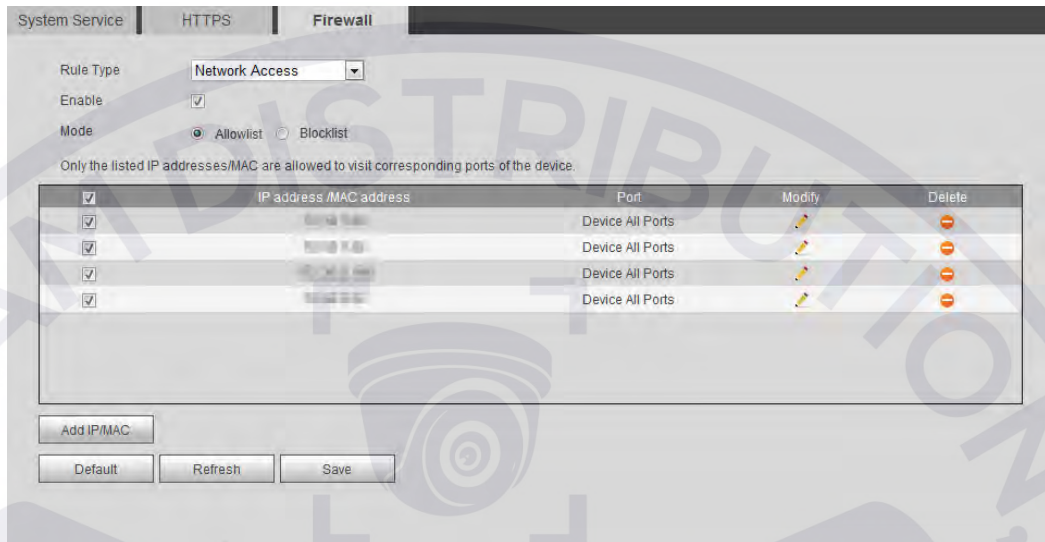 System Service HTTPS Firewall
Rule Type Network Access
Enable
Mode Allowlist Blocklist
Only the listed IP addresses/MAC are allowed to visit corresponding ports of the device.
IP address /MAC address Port Modify Delete
Device All Ports
Device All Ports
Device All Ports
Device All Ports
Add IP/MAC
Default Refresh Save